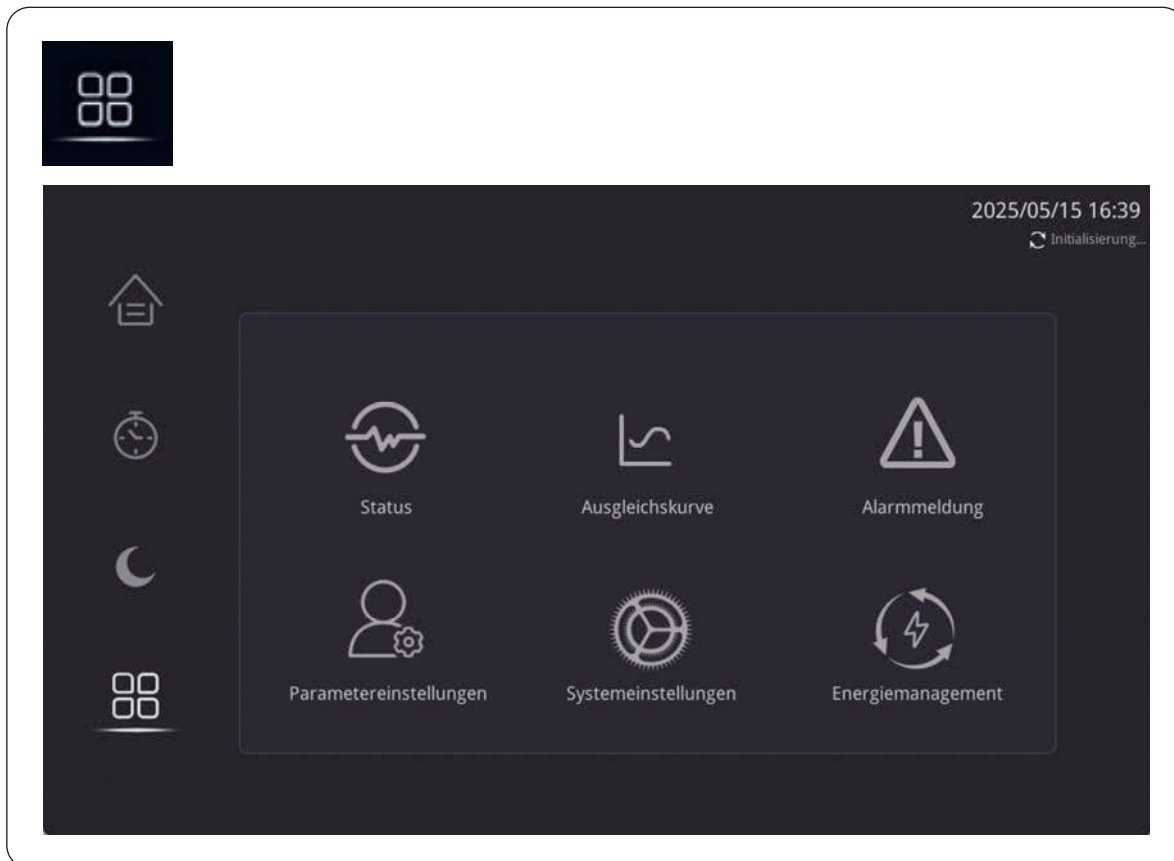 2025/05/15 16:39
Initialisierung...
Status
Ausgleichskurve
Alarmmeldung
Parametereinstellungen
Systemeinstellungen
Energiemanagement